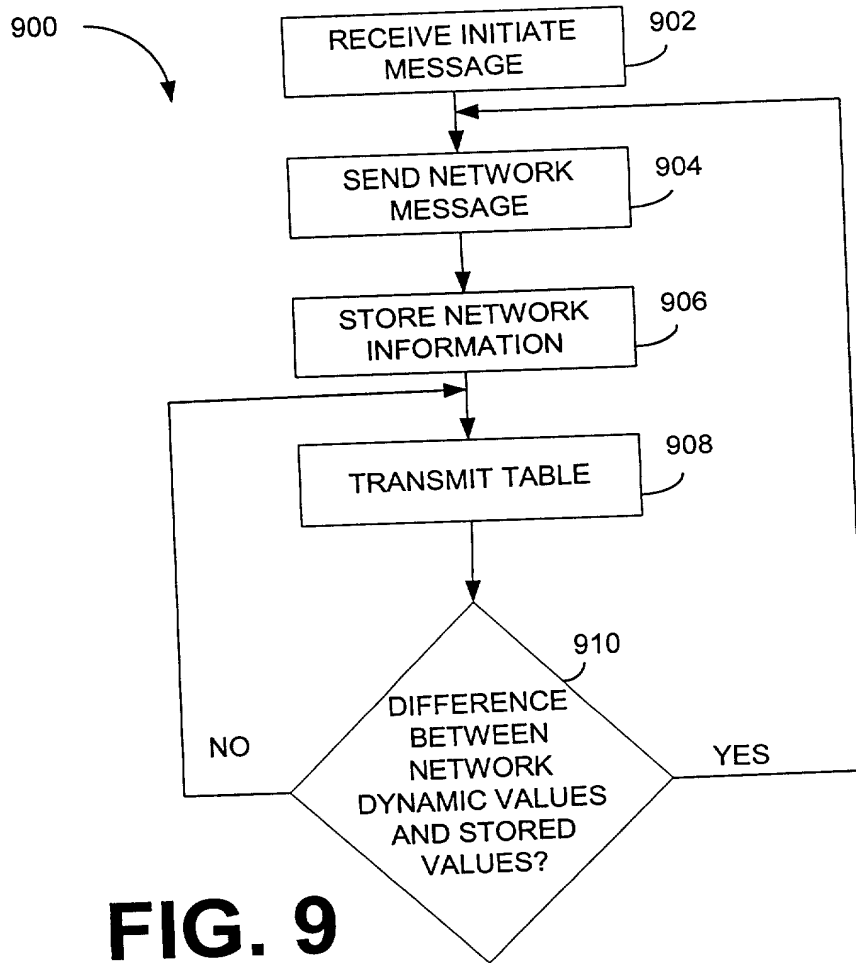 900
RECEIVE INITIATE
MESSAGE
902
SEND NETWORK
MESSAGE
904
STORE NETWORK
INFORMATION
906
TRANSMIT TABLE
908
910
DIFFERENCE
BETWEEN
NETWORK
DYNAMIC VALUES
AND STORED
VALUES?
NO
YES
FIG. 9